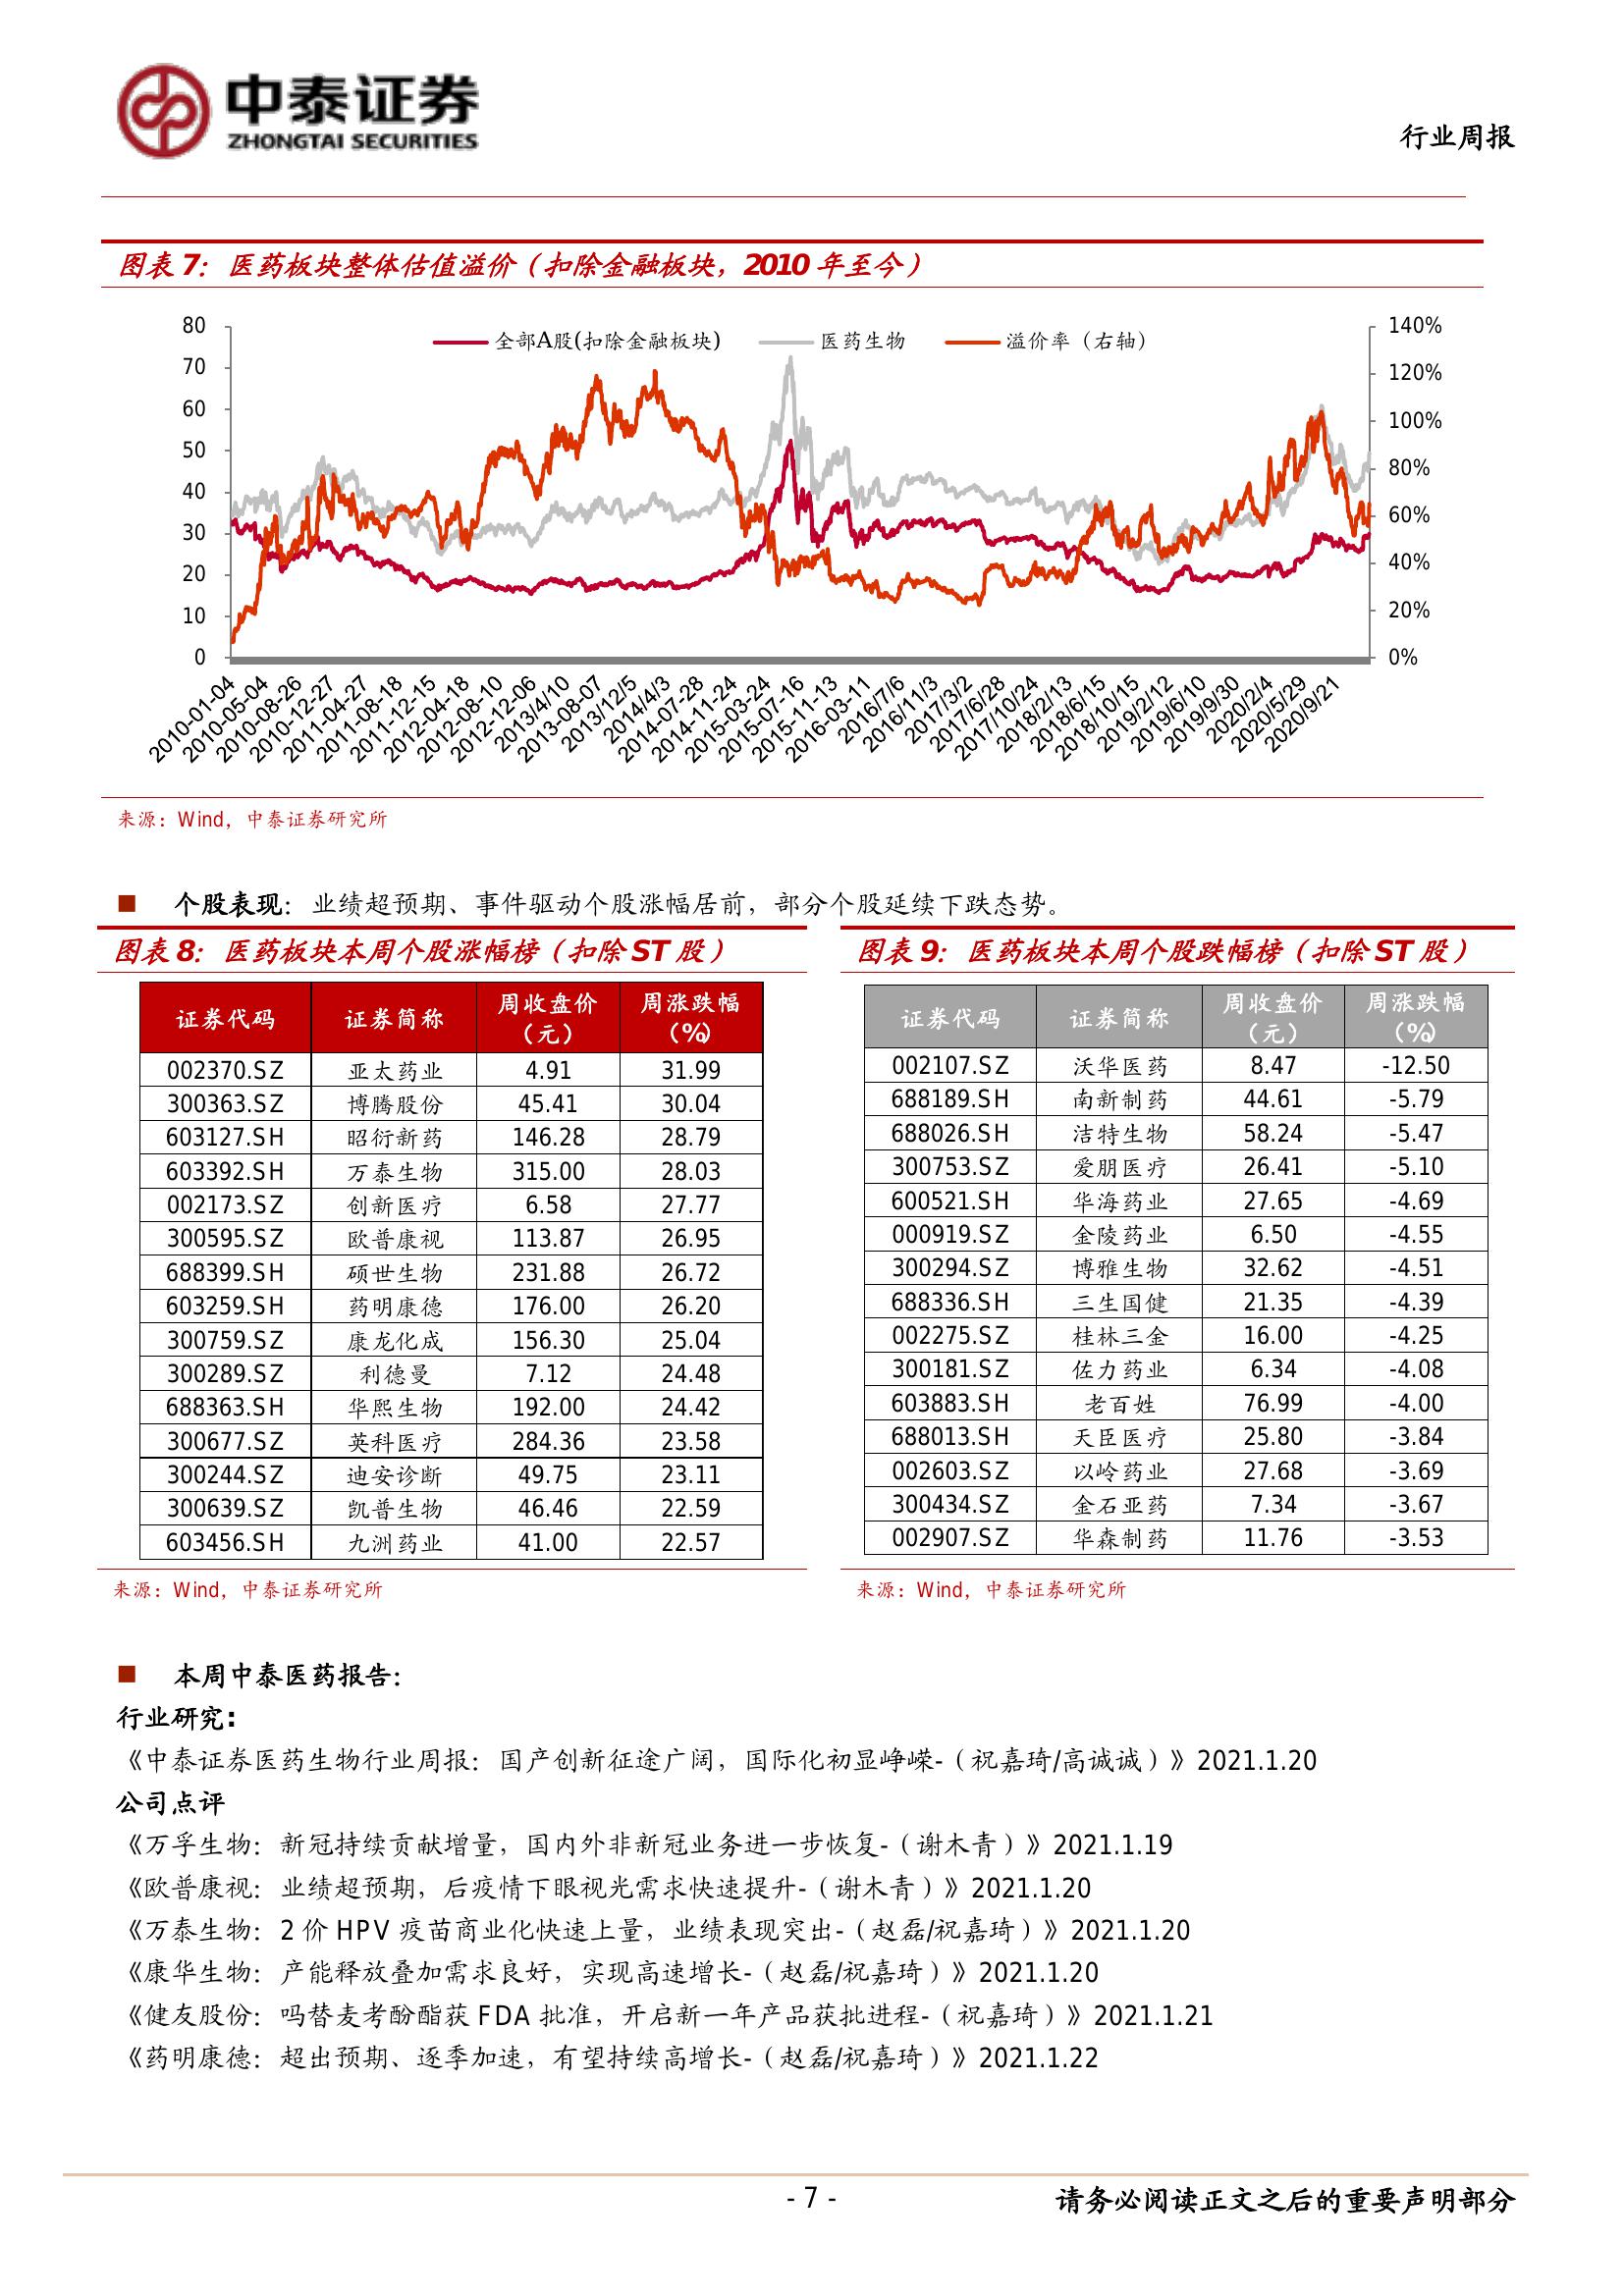 中泰证券
ZHONGTAI SECURITIES
行业周报
图表 7：医药板块整体估值溢价（扣除金融板块，2010 年至今）
全部A股(扣除金融板块) 医药生物 溢价率（右轴）
80
70
60
50
40
30
20
10
0
140%
120%
100%
80%
60%
40%
20%
0%
2010-01-04
2010-05-04
2010-08-26
2010-12-27
2011-04-27
2011-08-18
2011-12-15
2012-04-18
2012-08-10
2012-12-06
2013/4/10
2013-08-07
2013/12/5
2014/4/3
2014-07-28
2014-11-24
2015-03-24
2015-07-16
2015-11-13
2016-03-11
2016/7/6
2016/11/3
2017/3/2
2017/6/28
2017/10/24
2018/2/13
2018/6/15
2018/10/15
2019/2/12
2019/6/10
2019/9/30
2020/2/4
2020/5/29
2020/9/21
来源：Wind，中泰证券研究所
个股表现：业绩超预期、事件驱动个股涨幅居前，部分个股延续下跌态势。
图表 8：医药板块本周个股涨幅榜（扣除 ST 股）
证券代码 证券简称 周收盘价（元） 周涨跌幅（%）
002370.SZ 亚太药业 4.91 31.99
300363.SZ 博腾股份 45.41 30.04
603127.SH 昭衍新药 146.28 28.79
603392.SH 万泰生物 315.00 28.03
002173.SZ 创新医疗 6.58 27.77
300595.SZ 欧普康视 113.87 26.95
688399.SH 硕世生物 231.88 26.72
603259.SH 药明康德 176.00 26.20
300759.SZ 康龙化成 156.30 25.04
300289.SZ 利德曼 7.12 24.48
688363.SH 华熙生物 192.00 24.42
300677.SZ 英科医疗 284.36 23.58
300244.SZ 迪安诊断 49.75 23.11
300639.SZ 凯普生物 46.46 22.59
603456.SH 九洲药业 41.00 22.57
来源：Wind，中泰证券研究所
图表 9：医药板块本周个股跌幅榜（扣除 ST 股）
证券代码 证券简称 周收盘价（元） 周涨跌幅（%）
002107.SZ 沃华医药 8.47 -12.50
688189.SH 南新制药 44.61 -5.79
688026.SH 洁特生物 58.24 -5.47
300753.SZ 爱朋医疗 26.41 -5.10
600521.SH 华海药业 27.65 -4.69
000919.SZ 金陵药业 6.50 -4.55
300294.SZ 博雅生物 32.62 -4.51
688336.SH 三生国健 21.35 -4.39
002275.SZ 桂林三金 16.00 -4.25
300181.SZ 佐力药业 6.34 -4.08
603883.SH 老百姓 76.99 -4.00
688013.SH 天臣医疗 25.80 -3.84
002603.SZ 以岭药业 27.68 -3.69
300434.SZ 金石亚药 7.34 -3.67
002907.SZ 华森制药 11.76 -3.53
来源：Wind，中泰证券研究所
本周中泰医药报告：
行业研究：
《中泰证券医药生物行业周报：国产创新征途广阔，国际化初显峥嵘-（祝嘉琦/高诚诚）》2021.1.20
公司点评
《万孚生物：新冠持续贡献增量，国内外非新冠业务进一步恢复-（谢木青）》2021.1.19
《欧普康视：业绩超预期，后疫情下眼视光需求快速提升-（谢木青）》2021.1.20
《万泰生物：2 价 HPV 疫苗商业化快速上量，业绩表现突出-（赵磊/祝嘉琦）》2021.1.20
《康华生物：产能释放叠加需求良好，实现高速增长-（赵磊/祝嘉琦）》2021.1.20
《健友股份：吗替麦考酚酯获 FDA 批准，开启新一年产品获批进程-（祝嘉琦）》2021.1.21
《药明康德：超出预期、逐季加速，有望持续高增长-（赵磊/祝嘉琦）》2021.1.22
- 7 -
请务必阅读正文之后的重要声明部分